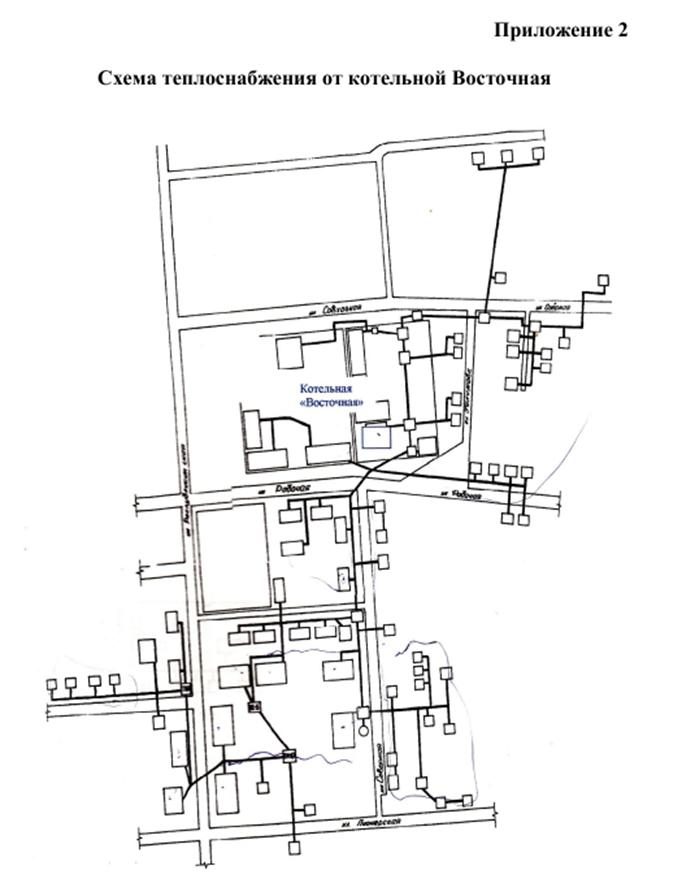 Приложение 2
Схема теплоснабжения от котельной Восточная
ул. Совхозная
Котельная
«Восточная»
ул. Рабочая
ул. Рабочая
ул. Пионерская